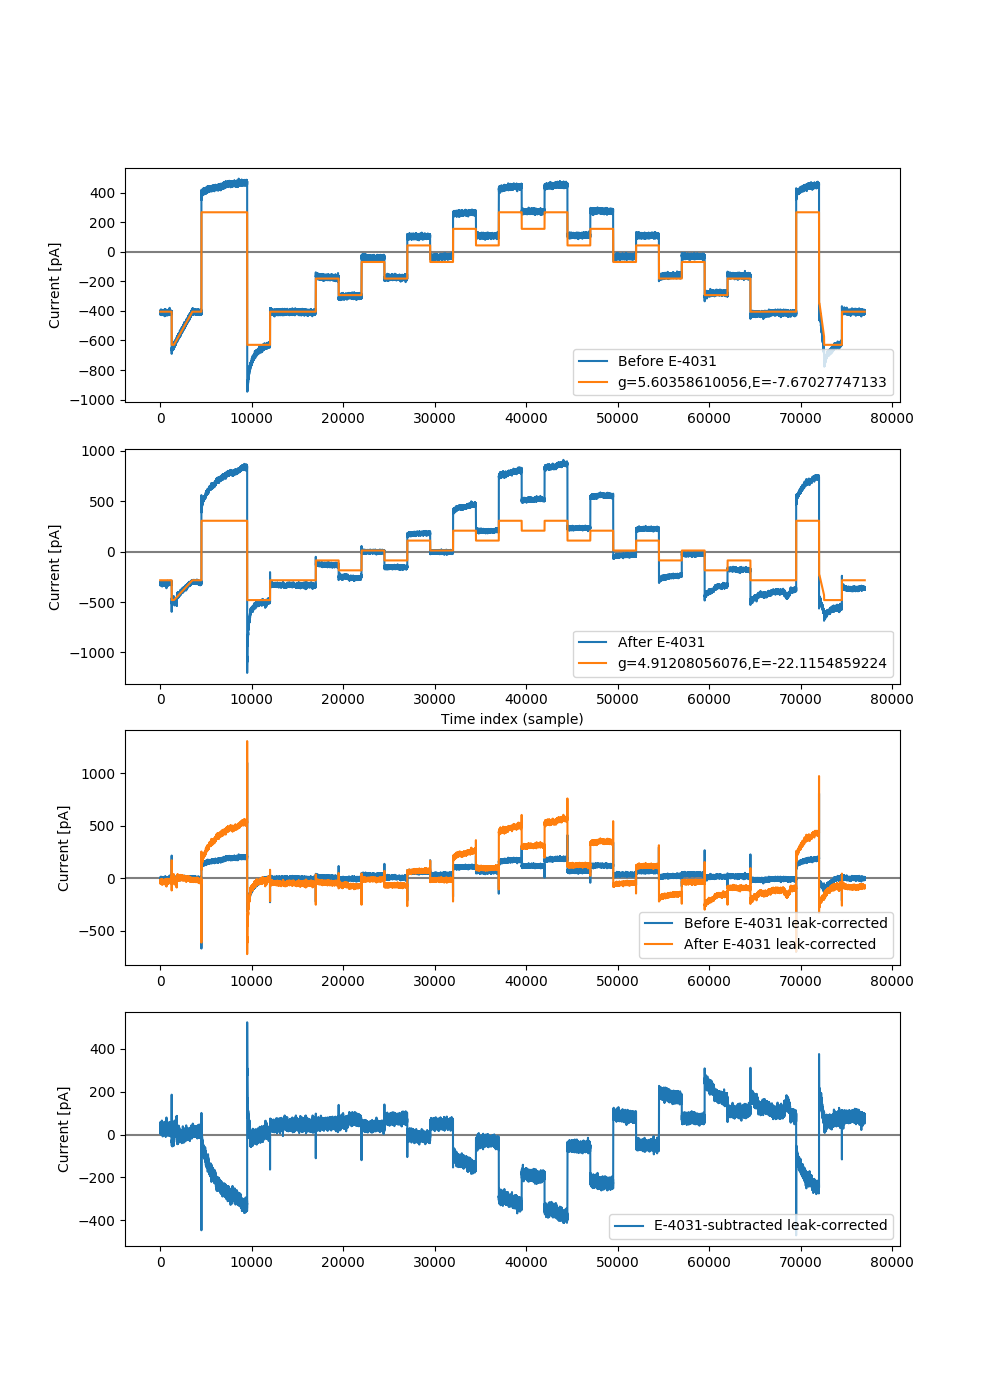 400
200
0
−200
−400
−600
−800
−1000
Current [pA]
Before E-4031
g=5.60358610056,E=-7.67027747133
0 10000 20000 30000 40000 50000 60000 70000 80000
1000
500
0
−500
−1000
Current [pA]
After E-4031
g=4.91208056076,E=-22.1154859224
0 10000 20000 30000 40000 50000 60000 70000 80000
Time index (sample)
1000
500
0
−500
Current [pA]
Before E-4031 leak-corrected
After E-4031 leak-corrected
0 10000 20000 30000 40000 50000 60000 70000 80000
400
200
0
−200
−400
Current [pA]
E-4031-subtracted leak-corrected
0 10000 20000 30000 40000 50000 60000 70000 80000